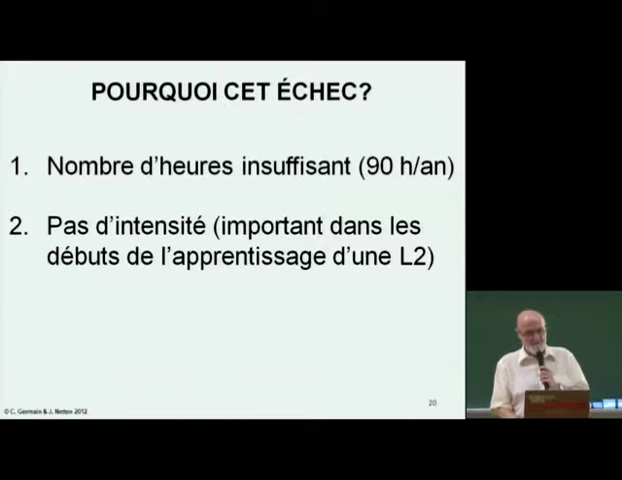 POURQUOI CET ÉCHEC?
1. Nombre d'heures insuffisant (90 h/an)
2. Pas d'intensité (important dans les
débuts de l'apprentissage d'une L2)
20
© C. Germain & J. Netten 2012